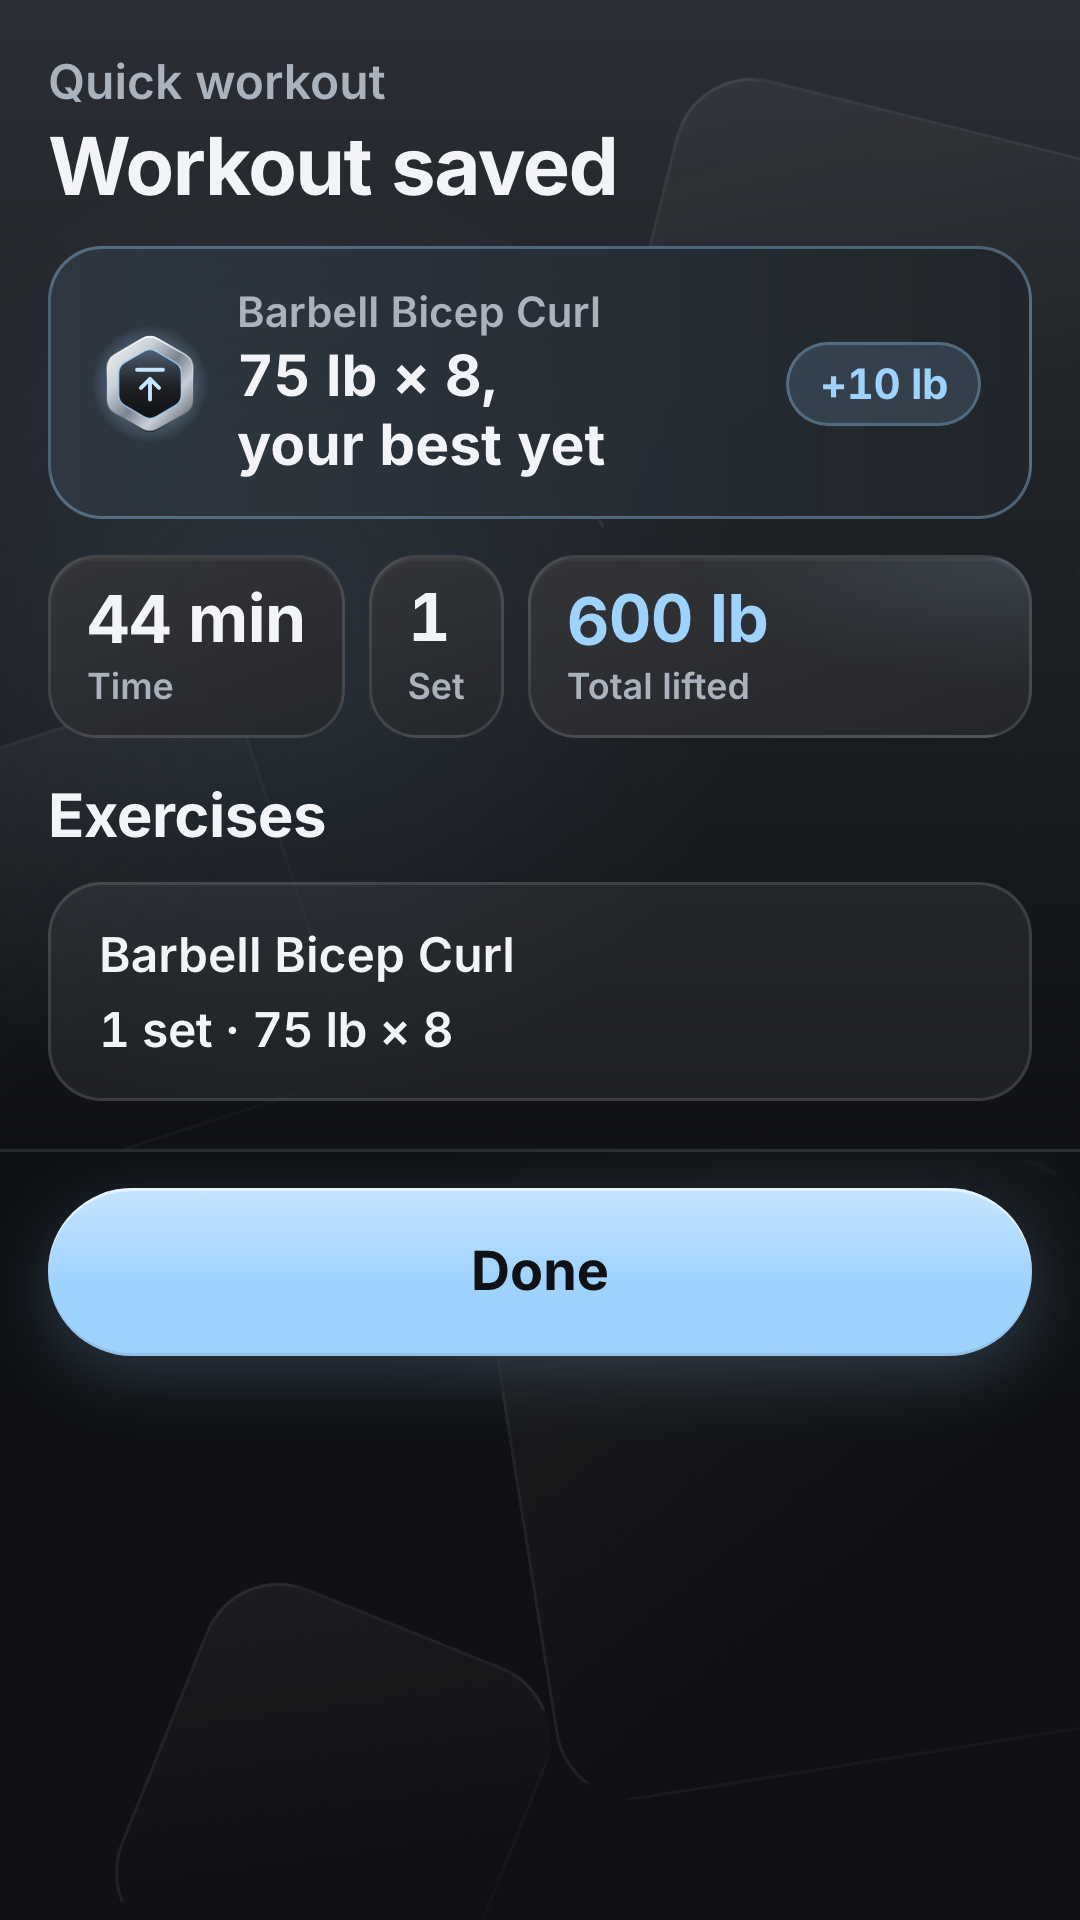 Quick workout
Workout saved
Barbell Bicep Curl
75 lb × 8,
your best yet
+10 lb
44 min
Time
1
Set
600 lb
Total lifted
Exercises
Barbell Bicep Curl
1 set · 75 lb × 8
Done